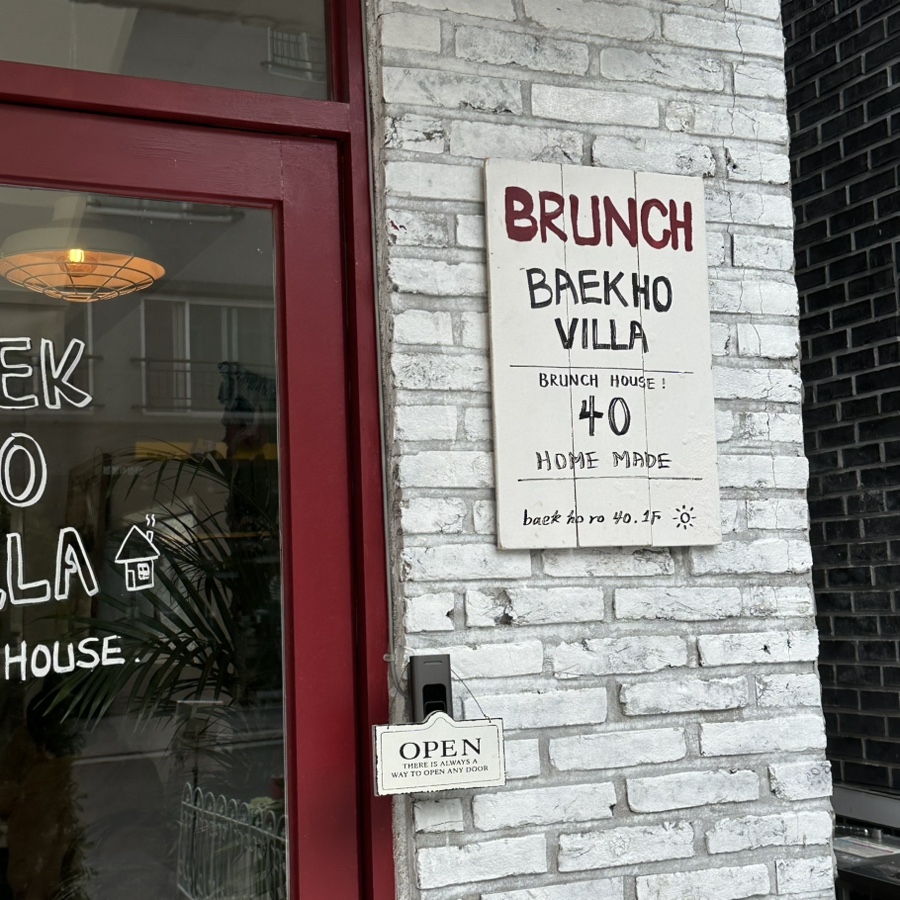 EK
O
LLA
HOUSE.
BRUNCH
BAEKHO
VILLA
BRUNCH HOUSE!
40
HOME MADE
baek ho ro 40. 1F
OPEN
THERE IS ALWAYS A
WAY TO OPEN ANY DOOR